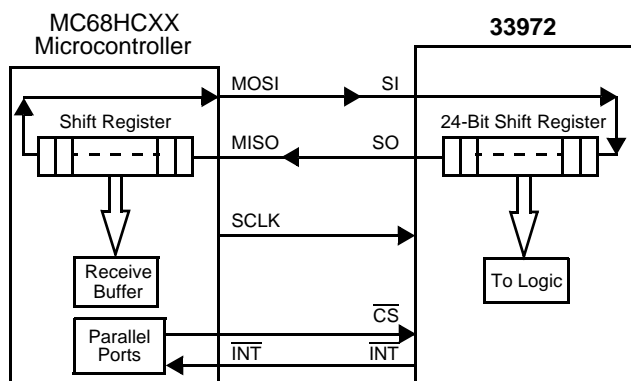 MC68HCXX
Microcontroller
33972
MOSI
SI
Shift Register
24-Bit Shift Register
MISO
SO
SCLK
Receive
Buffer
To Logic
CS
Parallel
Ports
INT
INT